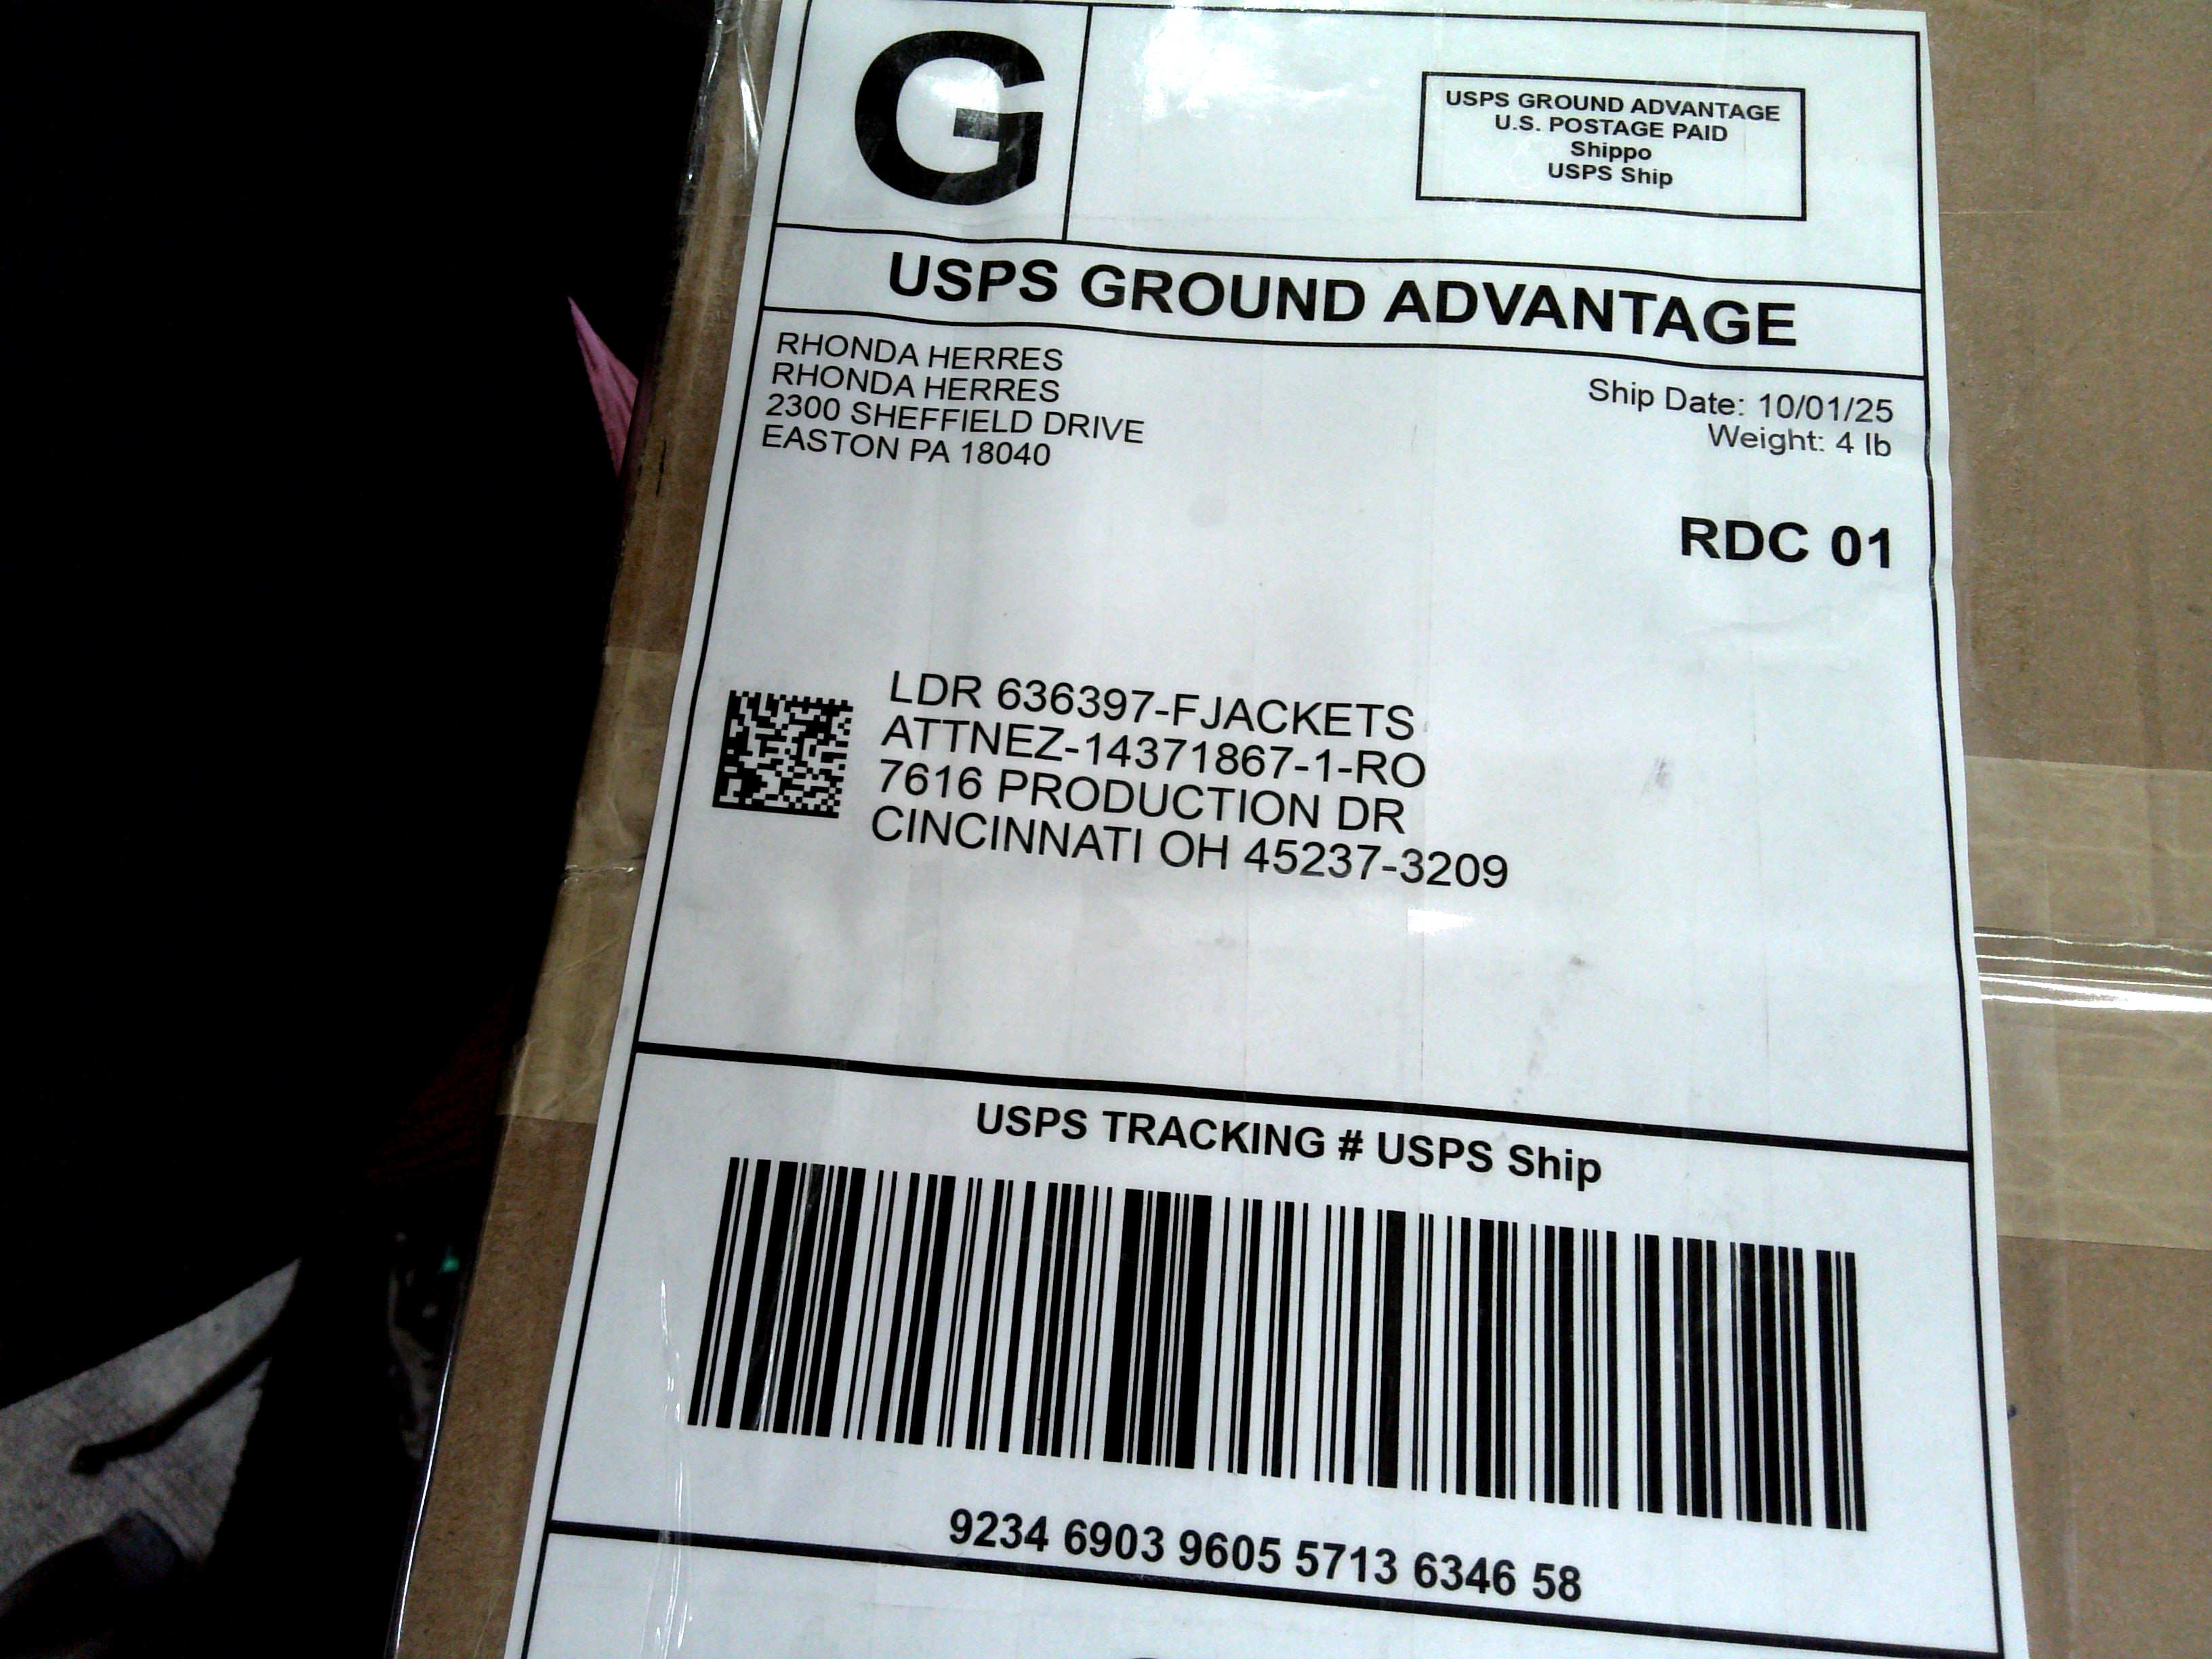 G
USPS GROUND ADVANTAGE
U.S. POSTAGE PAID
Shippo
USPS Ship
USPS GROUND ADVANTAGE
RHONDA HERRES
RHONDA HERRES
2300 SHEFFIELD DRIVE
EASTON PA 18040
Ship Date: 10/01/25
Weight: 4 lb
RDC 01
LDR 636397-FJACKETS
ATTNEZ-14371867-1-RO
7616 PRODUCTION DR
CINCINNATI OH 45237-3209
USPS TRACKING # USPS Ship
9234 6903 9605 5713 6346 58